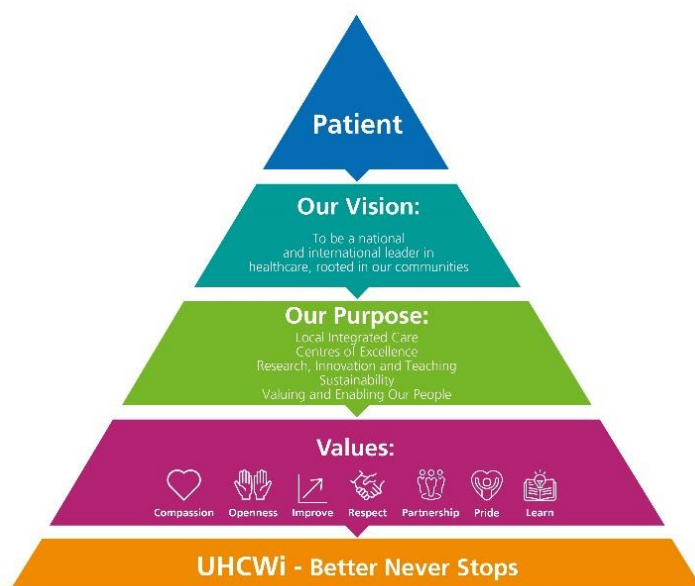 Patient
Our Vision:
To be a national
and international leader in
healthcare, rooted in our communities
Our Purpose:
Local Integrated Care
Centres of Excellence
Research, Innovation and Teaching
Sustainability
Valuing and Enabling Our People
Values:
Compassion Openness Improve Respect Partnership Pride Learn
UHCWi - Better Never Stops